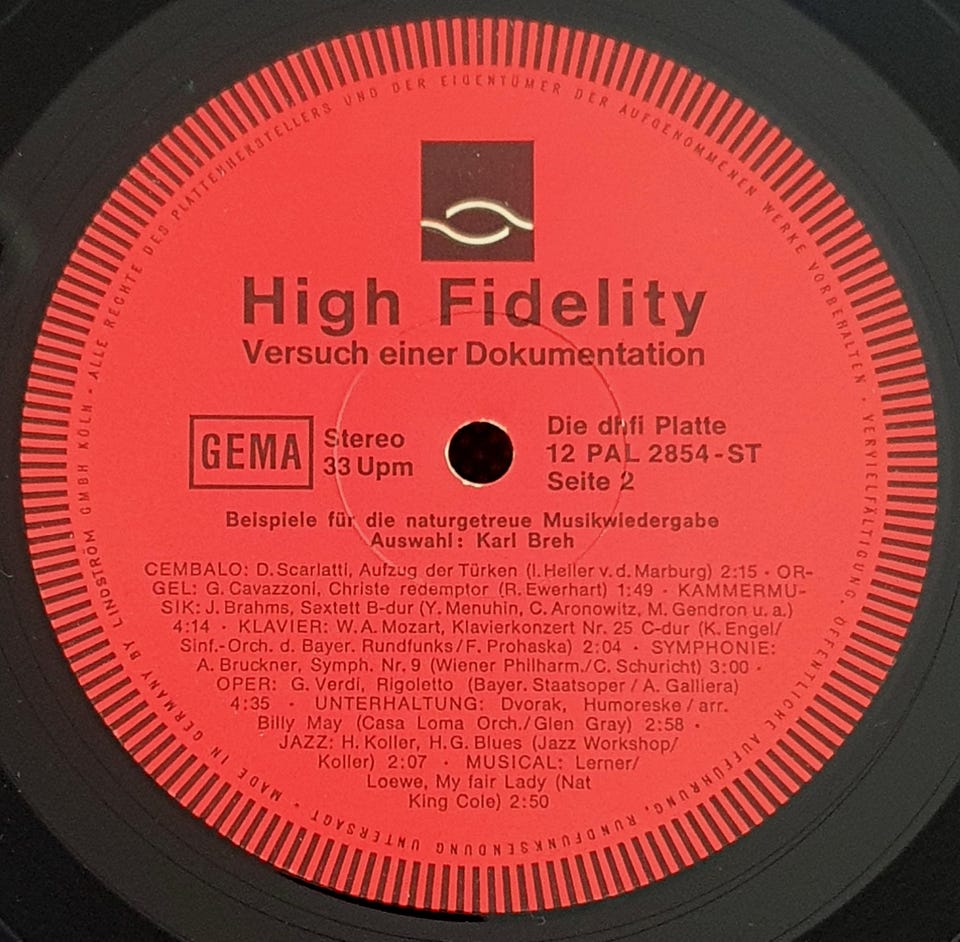 High Fidelity
Versuch einer Dokumentation
GEMA
Stereo
33 Upm
Die dhfi Platte
12 PAL 2854-ST
Seite 2
Beispiele für die naturgetreue Musikwiedergabe
Auswahl: Karl Breh
CEMBALO: D. Scarlatti, Aufzug der Türken (I. Heller v. d. Marburg) 2:15 · OR-
GEL: G. Cavazzoni, Christe redemptor (R. Ewerhart) 1:49 · KAMMERMU-
SIK: J. Brahms, Sextett B-dur (Y. Menuhin, C. Aronowitz, M. Gendron u. a.)
4:14 · KLAVIER: W. A. Mozart, Klavierkonzert Nr. 25 C-dur (K. Engel/
Sinf.-Orch. d. Bayer. Rundfunks/F. Prohaska) 2:04 · SYMPHONIE:
A. Bruckner, Symph. Nr. 9 (Wiener Philharm./C. Schuricht) 3:00 ·
OPER: G. Verdi, Rigoletto (Bayer. Staatsoper / A. Galliera)
4:35 · UNTERHALTUNG: Dvorak, Humoreske / arr.
Billy May (Casa Loma Orch./Glen Gray) 2:58 ·
JAZZ: H. Koller, H. G. Blues (Jazz Workshop/
Koller) 2:07 · MUSICAL: Lerner/
Loewe, My fair Lady (Nat
King Cole) 2:50
MADE IN GERMANY BY LINDSTRÖM GMBH KÖLN · ALLE RECHTE DES PLATTENHERSTELLERS UND DER EIGENTÜMER DER AUFGENOMMENEN WERKE VORBEHALTEN · VERVIELFÄLTIGUNG, ÖFFENTLICHE AUFFÜHRUNG, RUNDFUNKSENDUNG UNTERSAGT ·